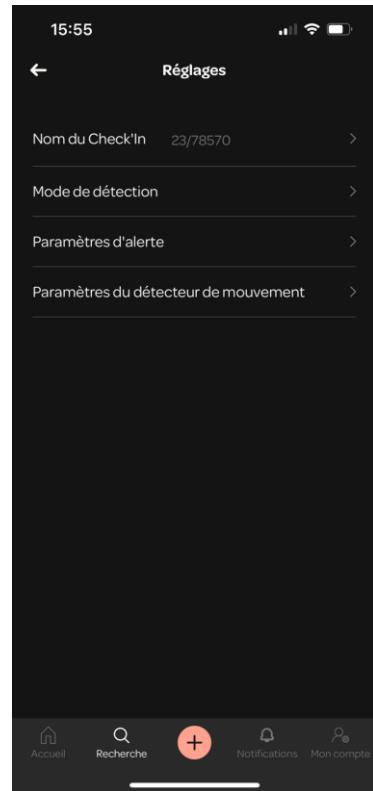 15:55
Réglages
Nom du Check'In 23/78570
Mode de détection
Paramètres d'alerte
Paramètres du détecteur de mouvement
Accueil Recherche Notifications Mon compte